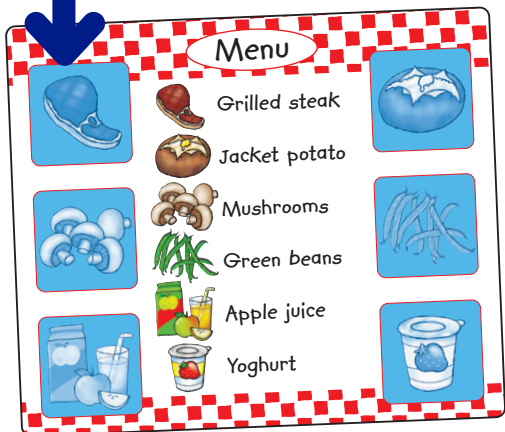 Menu
Grilled steak
Jacket potato
Mushrooms
Green beans
Apple juice
Yoghurt